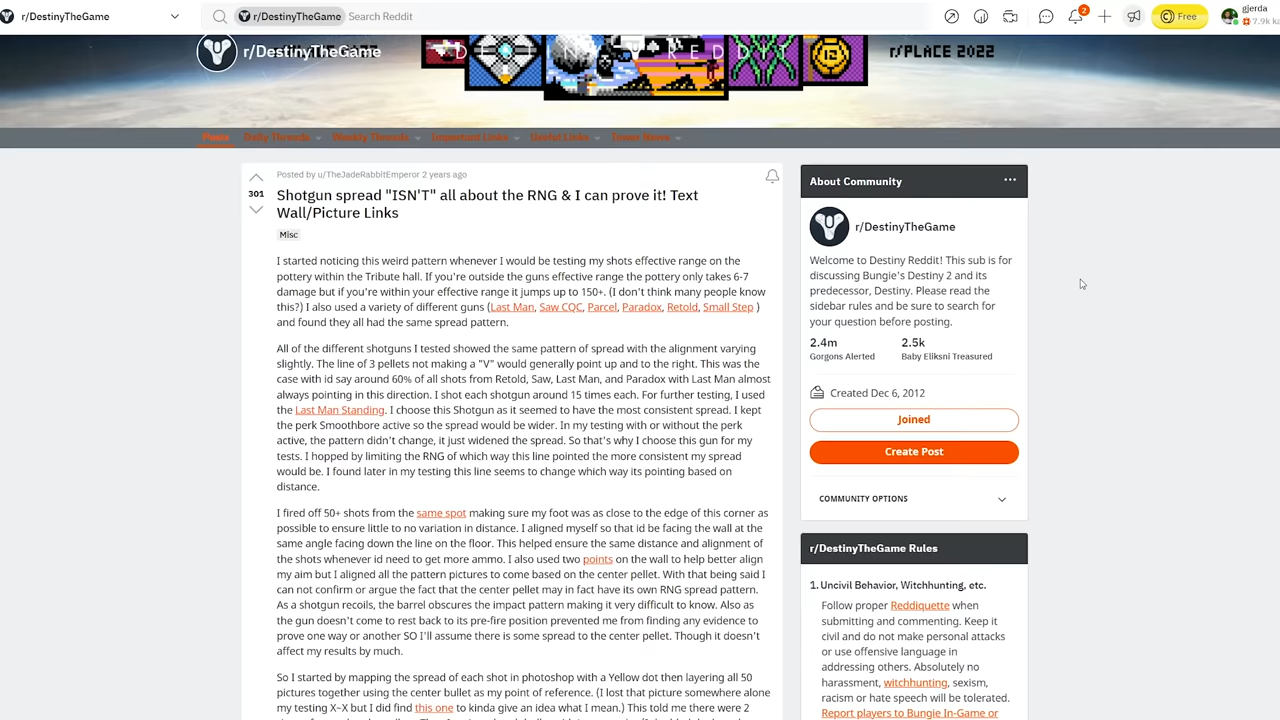 r/DestinyTheGame
r/DestinyTheGame Search Reddit
2
Free
gjerda
7.9k ka
r/DestinyTheGame
DESTINY REDDIT
r/PLACE 2022
12
Home Daily Threads Weekly Threads Important Links Useful Links Tower News
Posted by u/TheJadeRabbitEmperor 2 years ago
301
Shotgun spread "ISN'T" all about the RNG & I can prove it! Text
Wall/Picture Links
Misc
I started noticing this weird pattern whenever I would be testing my shots effective range on the
pottery within the Tribute hall. If you're outside the guns effective range the pottery only takes 6-7
damage but if you're within your effective range it jumps up to 150+. (I don't think many people know
this?) I also used a variety of different guns (Last Man, Saw CQC, Parcel, Paradox, Retold, Small Step )
and found they all had the same spread pattern.
All of the different shotguns I tested showed the same pattern of spread with the alignment varying
slightly. The line of 3 pellets not making a "V" would generally point up and to the right. This was the
case with id say around 60% of all shots from Retold, Saw, Last Man, and Paradox with Last Man almost
always pointing in this direction. I shot each shotgun around 15 times each. For further testing, I used
the Last Man Standing. I choose this Shotgun as it seemed to have the most consistent spread. I kept
the perk Smoothbore active so the spread would be wider. In my testing with or without the perk
active, the pattern didn't change, it just widened the spread. So that's why I choose this gun for my
tests. I hopped by limiting the RNG of which way this line pointed the more consistent my spread
would be. I found later in my testing this line seems to change which way its pointing based on
distance.
I fired off 50+ shots from the same spot making sure my foot was as close to the edge of this corner as
possible to ensure little to no variation in distance. I aligned myself so that id be facing the wall at the
same angle facing down the line on the floor. This helped ensure the same distance and alignment of
the shots whenever id need to get more ammo. I also used two points on the wall to help better align
my aim but I aligned all the pattern pictures to come based on the center pellet. With that being said I
can not confirm or argue the fact that the center pellet may in fact have its own RNG spread pattern.
As a shotgun recoils, the barrel obscures the impact pattern making it very difficult to know. Also as
the gun doesn't come to rest back to its pre-fire position prevented me from finding any evidence to
prove one way or another SO I'll assume there is some spread to the center pellet. Though it doesn't
affect my results by much.
So I started by mapping the spread of each shot in photoshop with a Yellow dot then layering all 50
pictures together using the center bullet as my point of reference. (I lost that picture somewhere along
my testing X~X but I did find this one to kinda give an idea what I mean.) This told me there were 2
About Community
r/DestinyTheGame
Welcome to Destiny Reddit! This sub is for
discussing Bungie's Destiny 2 and its
predecessor, Destiny. Please read the
sidebar rules and be sure to search for
your question before posting.
2.4m 2.5k
Gorgons Alerted Baby Eliksni Treasured
Created Dec 6, 2012
Joined
Create Post
COMMUNITY OPTIONS
r/DestinyTheGame Rules
1. Uncivil Behavior, Witchhunting, etc.
Follow proper Reddiquette when
submitting and commenting. Keep it
civil and do not make personal attacks
or use offensive language in
addressing others. Absolutely no
harassment, witchhunting, sexism,
racism or hate speech will be tolerated.
Report players to Bungie In-Game or